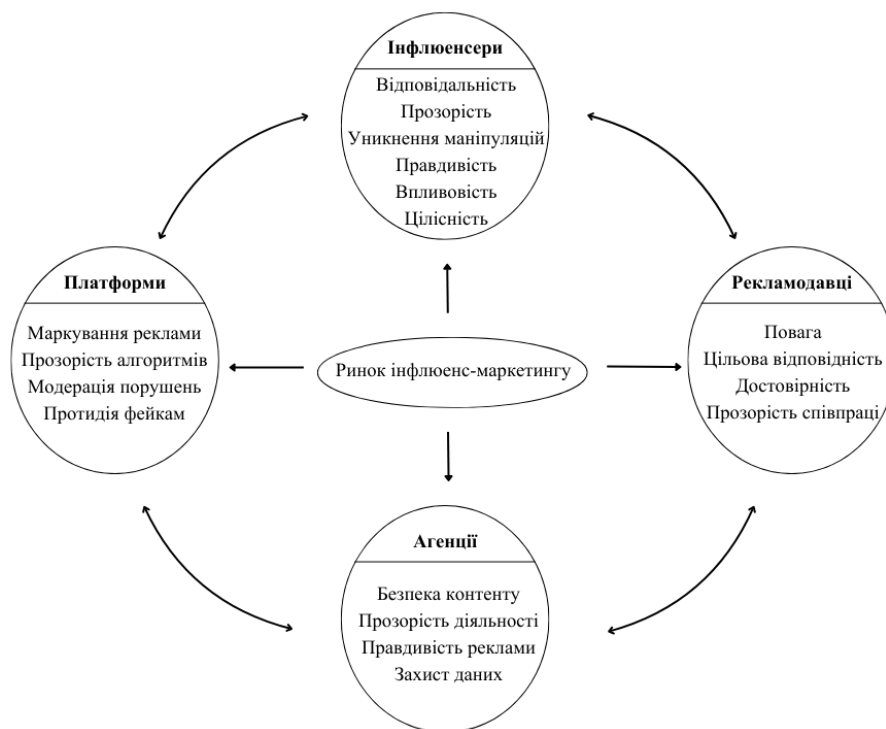 Інфлюенсери
Відповідальність
Прозорість
Уникнення маніпуляцій
Правдивість
Впливовість
Цілісність
Платформи
Маркування реклами
Прозорість алгоритмів
Модерація порушень
Протидія фейкам
Ринок інфлюенс-маркетингу
Рекламодавці
Повага
Цільова відповідність
Достовірність
Прозорість співпраці
Агенції
Безпека контенту
Прозорість діяльності
Правдивість реклами
Захист даних